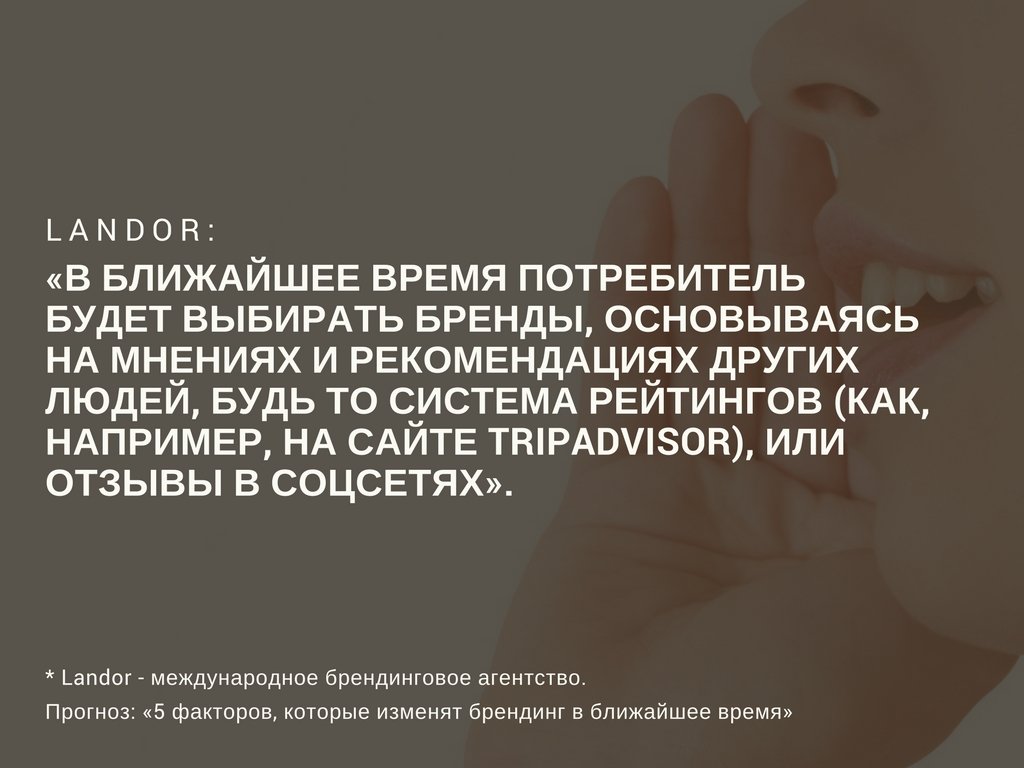 LANDOR:
«В БЛИЖАЙШЕЕ ВРЕМЯ ПОТРЕБИТЕЛЬ
БУДЕТ ВЫБИРАТЬ БРЕНДЫ, ОСНОВЫВАЯСЬ
НА МНЕНИЯХ И РЕКОМЕНДАЦИЯХ ДРУГИХ
ЛЮДЕЙ, БУДЬ ТО СИСТЕМА РЕЙТИНГОВ (КАК,
НАПРИМЕР, НА САЙТЕ TRIPADVISOR), ИЛИ
ОТЗЫВЫ В СОЦСЕТЯХ».
* Landor - международное брендинговое агентство.
Прогноз: «5 факторов, которые изменят брендинг в ближайшее время»